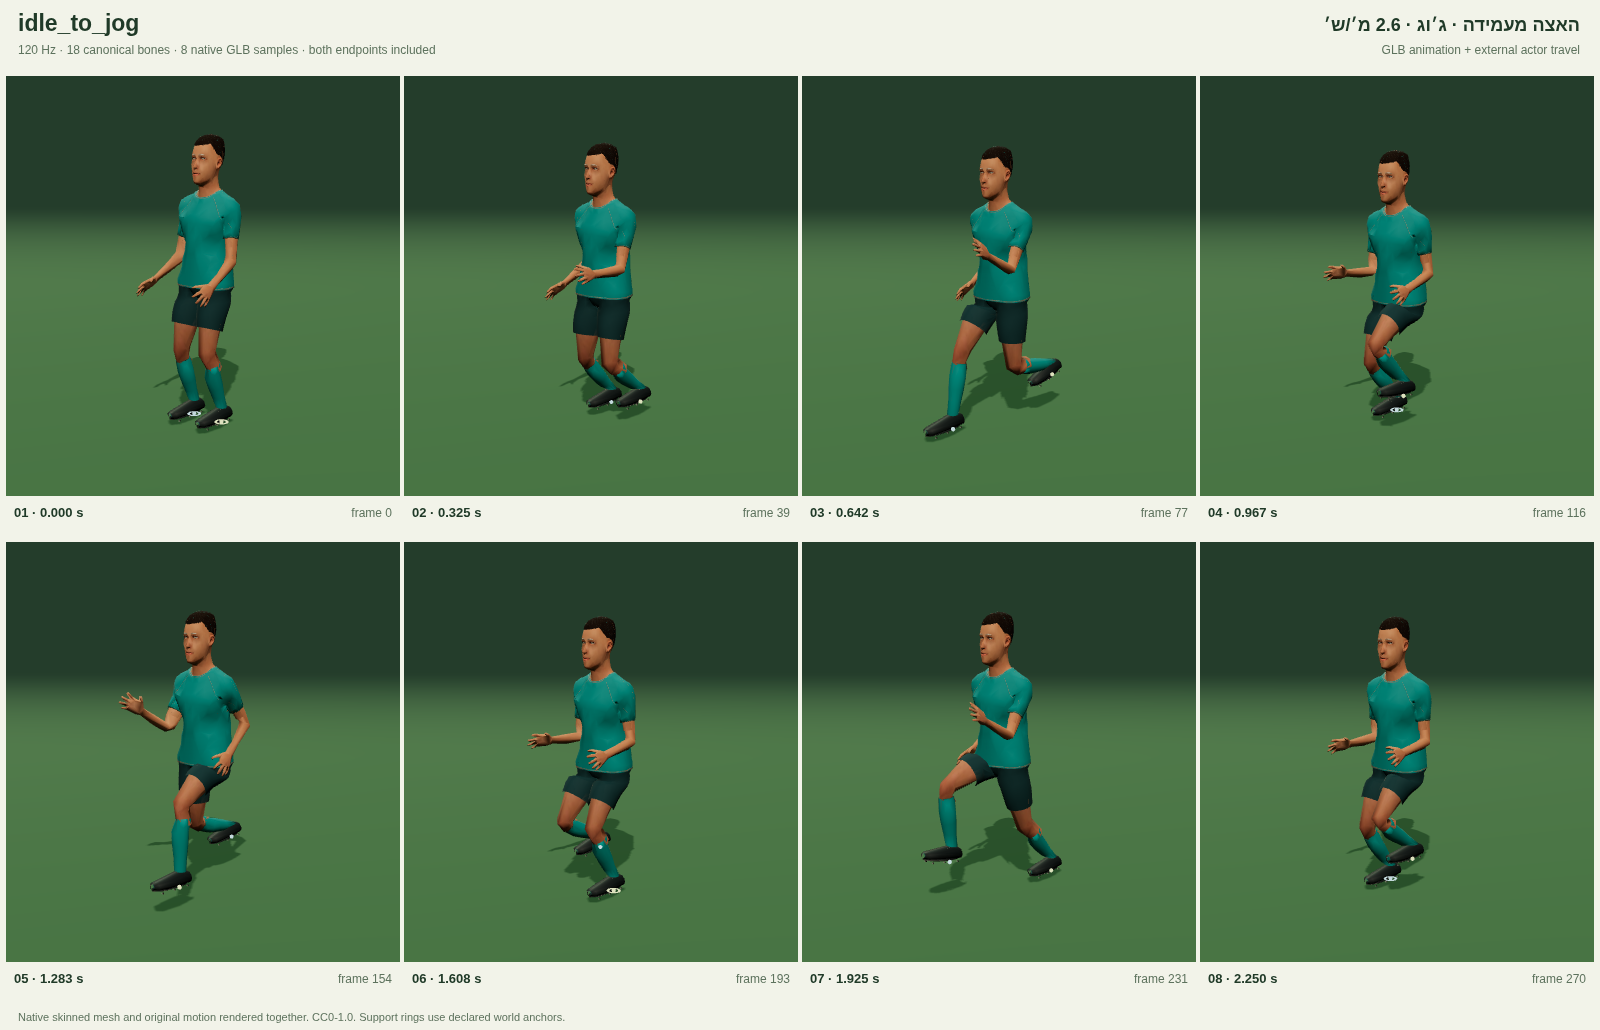 idle_to_jog
האצה מעמידה · ג׳וג · 2.6 מ׳/ש׳
120 Hz · 18 canonical bones · 8 native GLB samples · both endpoints included
GLB animation + external actor travel
01 · 0.000 s
frame 0
02 · 0.325 s
frame 39
03 · 0.642 s
frame 77
04 · 0.967 s
frame 116
05 · 1.283 s
frame 154
06 · 1.608 s
frame 193
07 · 1.925 s
frame 231
08 · 2.250 s
frame 270
Native skinned mesh and original motion rendered together. CC0-1.0. Support rings use declared world anchors.